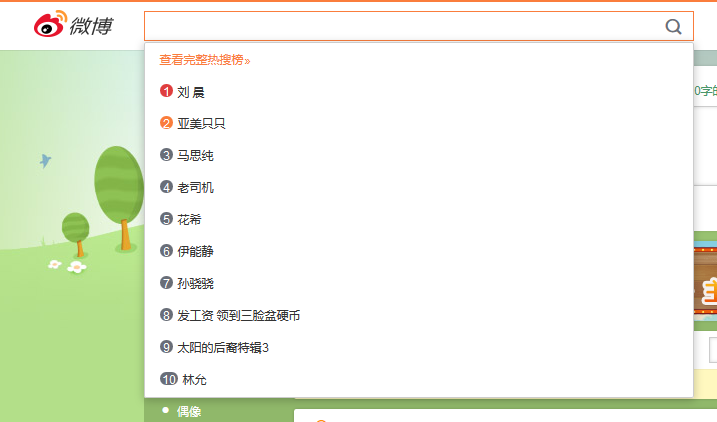 微博
查看完整热搜榜»
1 刘 晨
0字的
2 亚美只只
3 马思纯
4 老司机
5 花希
6 伊能静
7 孙骁骁
8 发工资 领到三脸盆硬币
9 太阳的后裔特辑3
10 林允
偶像